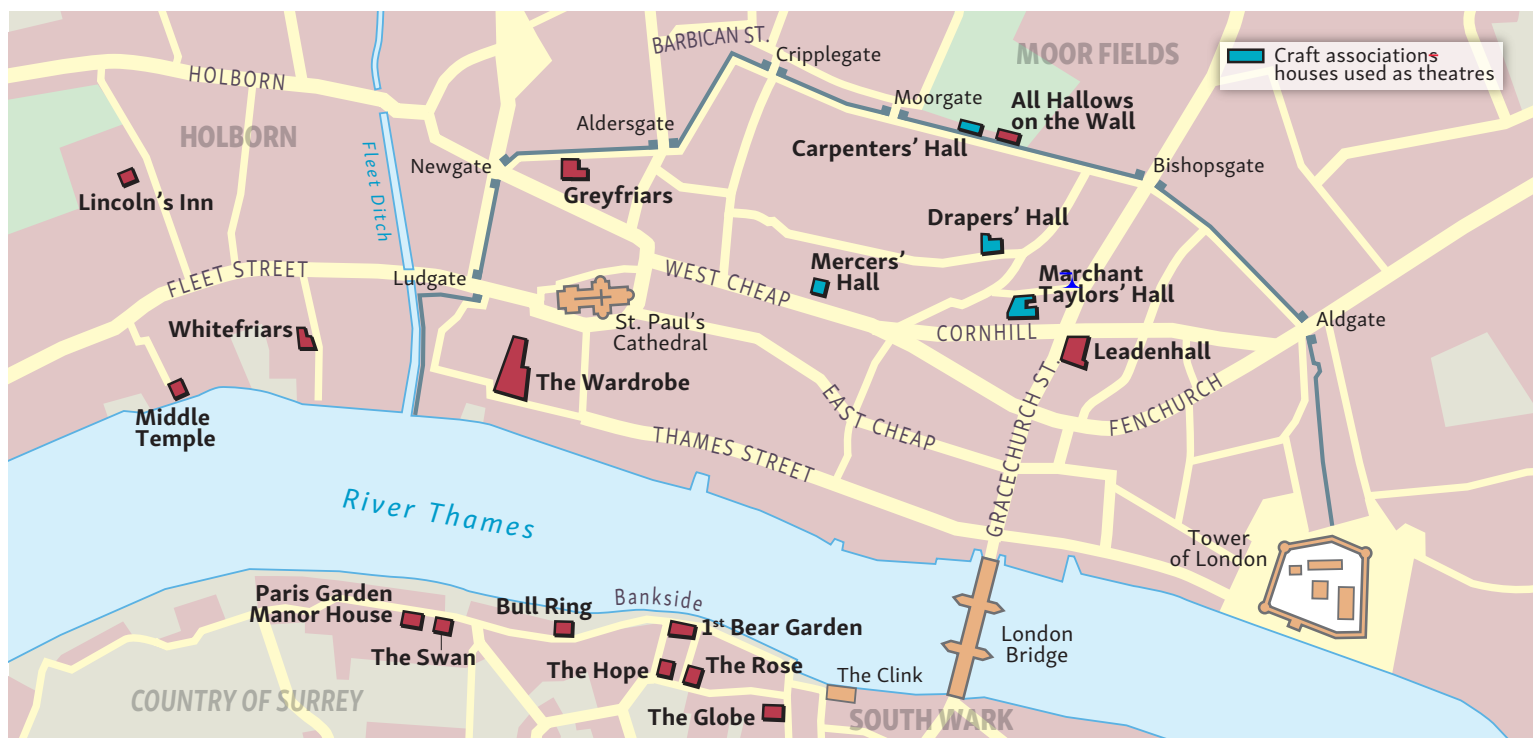 BARBICAN ST.
Cripplegate
MOOR FIELDS
Craft associations
houses used as theatres
HOLBORN
Moorgate
All Hallows
on the Wall
Aldersgate
HOLBORN
Carpenters' Hall
Newgate
Bishopsgate
Fleet Ditch
Greyfriars
Lincoln's Inn
Drapers' Hall
FLEET STREET
Ludgate
WEST CHEAP
Mercers'
Hall
Marchant
Taylors' Hall
Whitefriars
St. Paul's
Cathedral
CORNHILL
Aldgate
Leadenhall
The Wardrobe
Middle
Temple
EAST CHEAP
GRACECHURCH ST.
FENCHURCH
THAMES STREET
River Thames
Tower
of London
Paris Garden
Manor House
Bull Ring
Bankside
1st Bear Garden
The Swan
The Hope
The Rose
London
Bridge
The Clink
COUNTRY OF SURREY
The Globe
SOUTH WARK